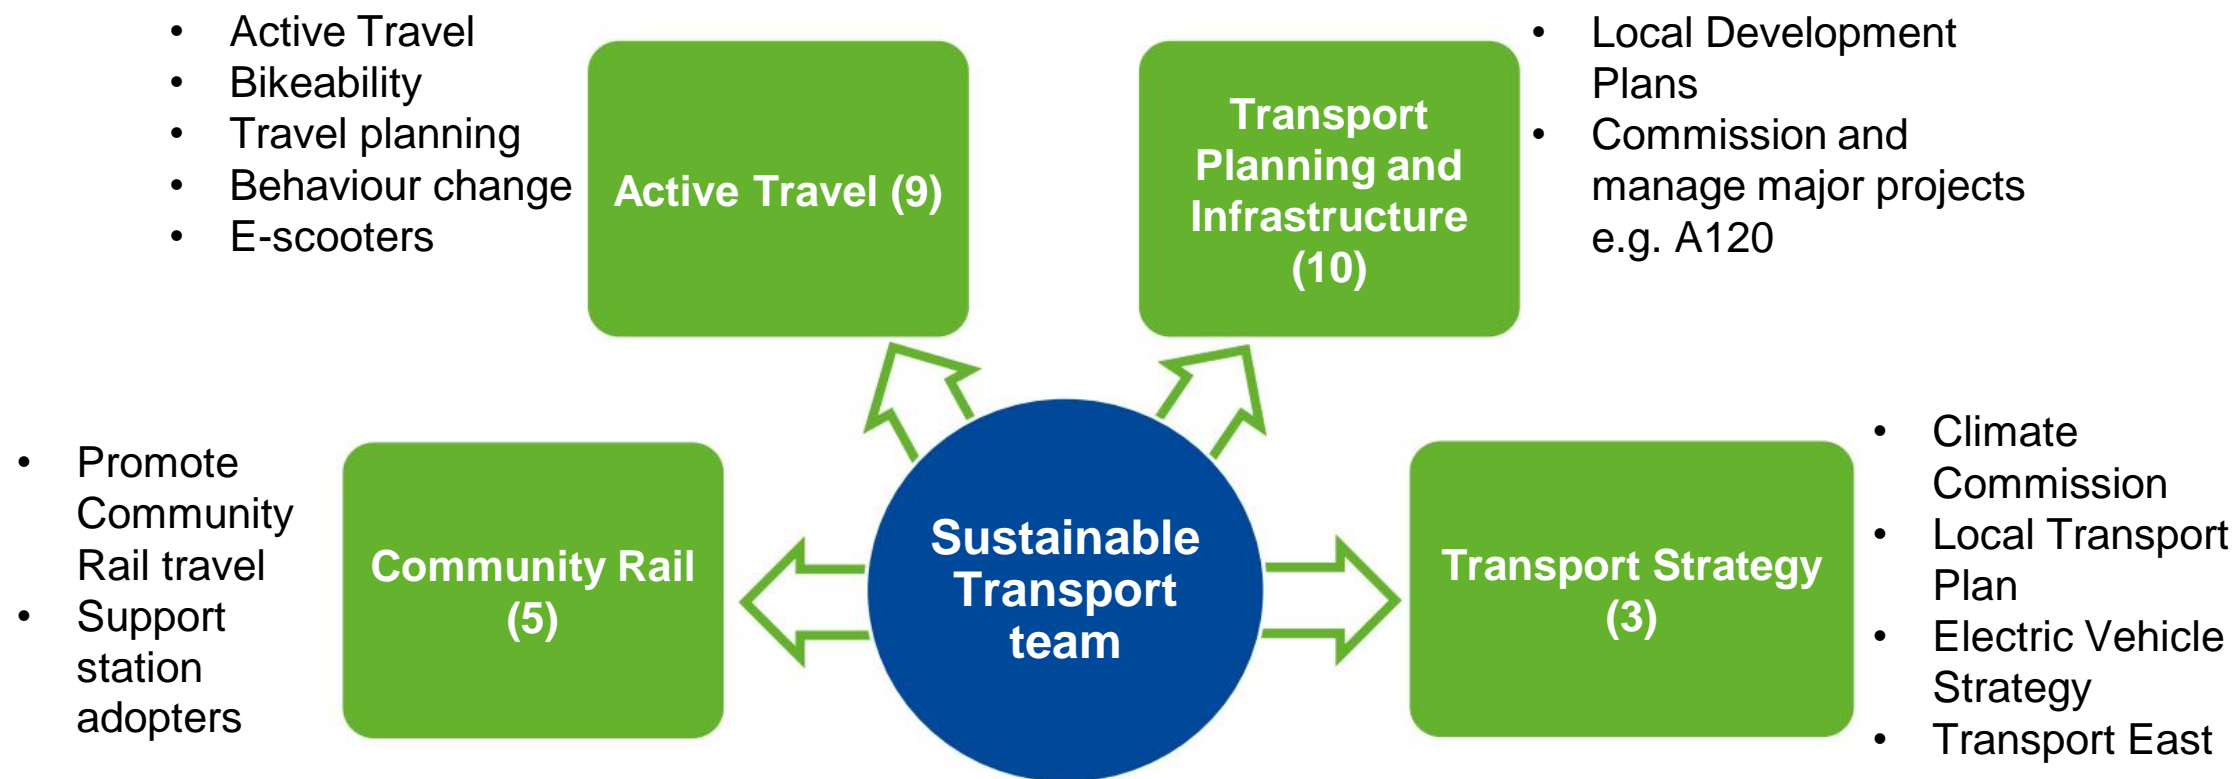 • Active Travel
• Bikeability
• Travel planning
• Behaviour change
• E-scooters
Active Travel (9)
Transport
Planning and
Infrastructure
(10)
• Local Development
Plans
• Commission and
manage major projects
e.g. A120
• Promote
Community
Rail travel
• Support
station
adopters
Community Rail
(5)
Sustainable
Transport
team
Transport Strategy
(3)
• Climate
Commission
• Local Transport
Plan
• Electric Vehicle
Strategy
• Transport East